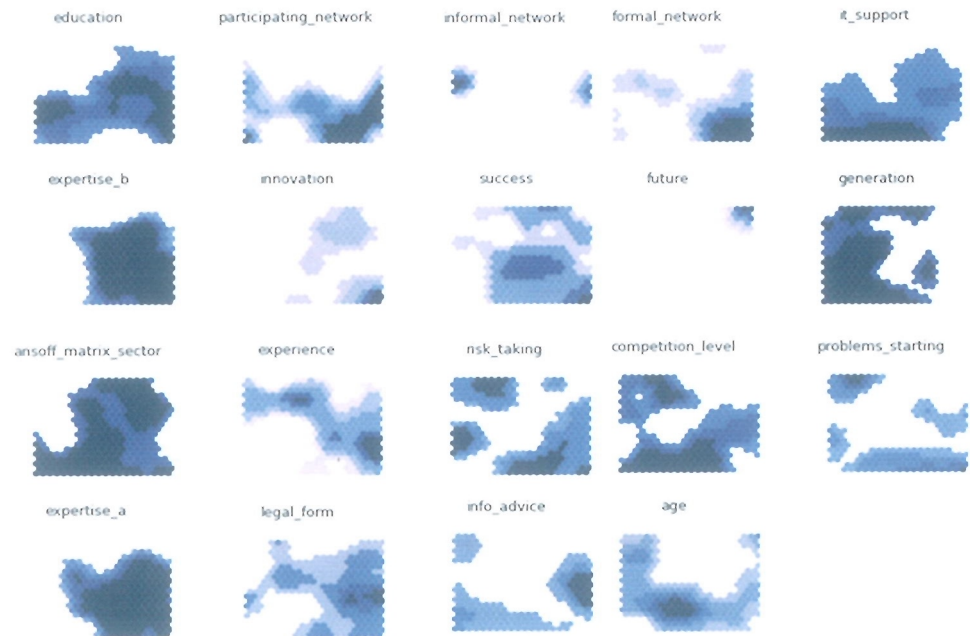 education
participating_network
informal_network
formal_network
it_support
expertise_b
innovation
success
future
generation
ansoff_matrix_sector
experience
risk_taking
competition_level
problems_starting
expertise_a
legal_form
info_advice
age